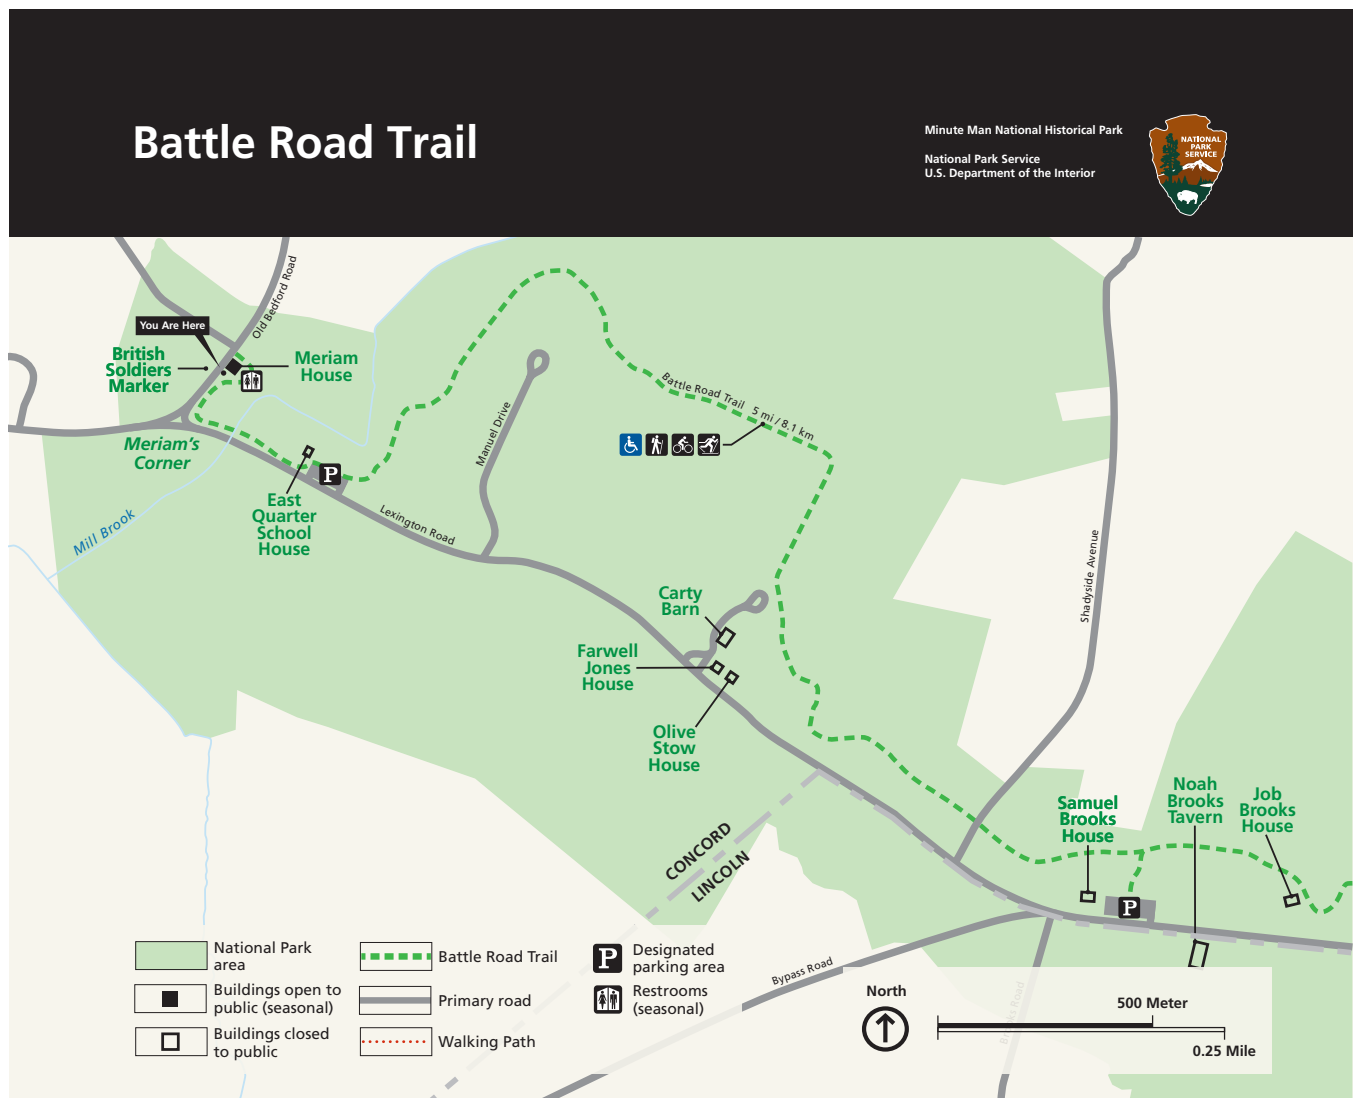 Battle Road Trail
Minute Man National Historical Park
National Park Service
U.S. Department of the Interior
NATIONAL
PARK
SERVICE
Old Bedford Road
You Are Here
British
Soldiers
Marker
Meriam
House
Meriam's
Corner
Mill Brook
East
Quarter
School
House
P
Lexington Road
Manuel Drive
Battle Road Trail 5 mi / 8.1 km
Shadyside Avenue
Carty
Barn
Farwell
Jones
House
Olive
Stow
House
CONCORD
LINCOLN
Samuel
Brooks
House
Noah
Brooks
Tavern
Job
Brooks
House
P
Bypass Road
Brooks Road
National Park
area
Buildings open to
public (seasonal)
Buildings closed
to public
Battle Road Trail
Primary road
Walking Path
P
Designated
parking area
Restrooms
(seasonal)
North
500 Meter
0.25 Mile